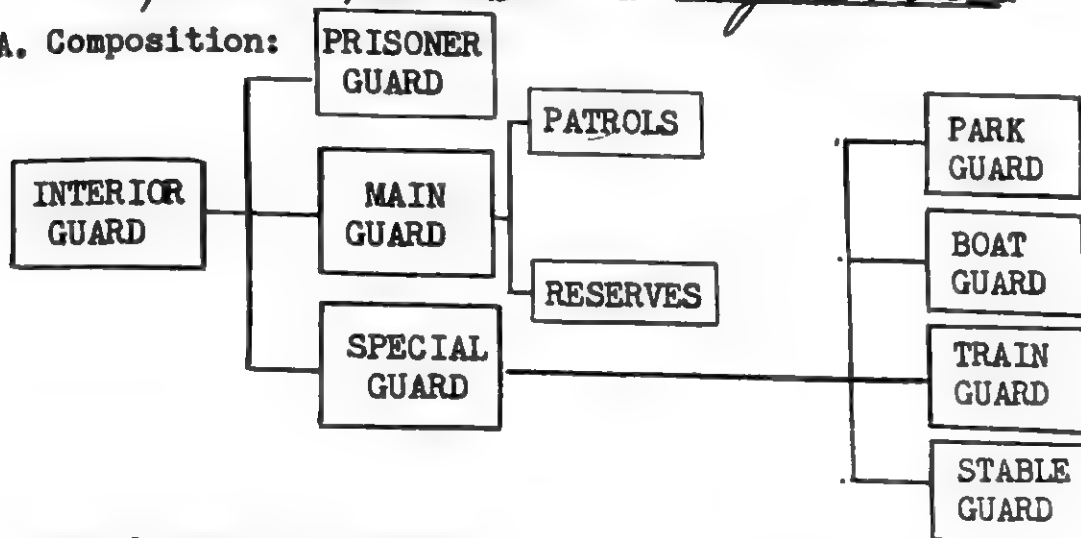 A. Composition:
PRISONER
GUARD
INTERIOR
GUARD
MAIN
GUARD
SPECIAL
GUARD
PATROLS
RESERVES
PARK
GUARD
BOAT
GUARD
TRAIN
GUARD
STABLE
GUARD